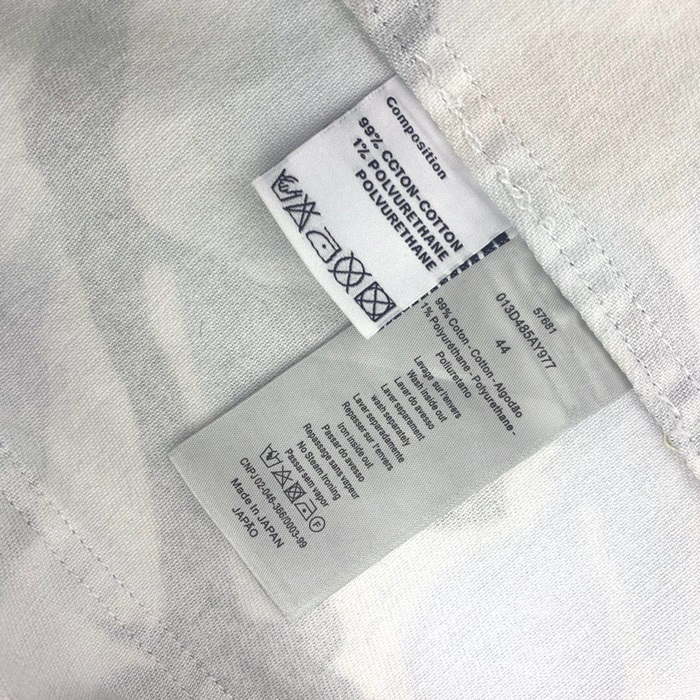 Composition
99% CCTON-COTTON
1% POLYURETHANE
POLYURETHANE
57681
013D485AY977
44
99% Coton - Cotton - Algodão
1% Polyuréthane - Polyurethane -
Poliuretano
Lavage sur l'envers
Wash inside out
Lavar do avesso
Laver separement
wash separately
Lavar separadamente
Repasser sur l'envers
Iron inside out
Passar do avesso
Repassage sans vapeur
No Steam Ironing
Passar sem vapor
F
CNPJ 02-046-366/0003-99
Made In JAPAN
JAPÃO